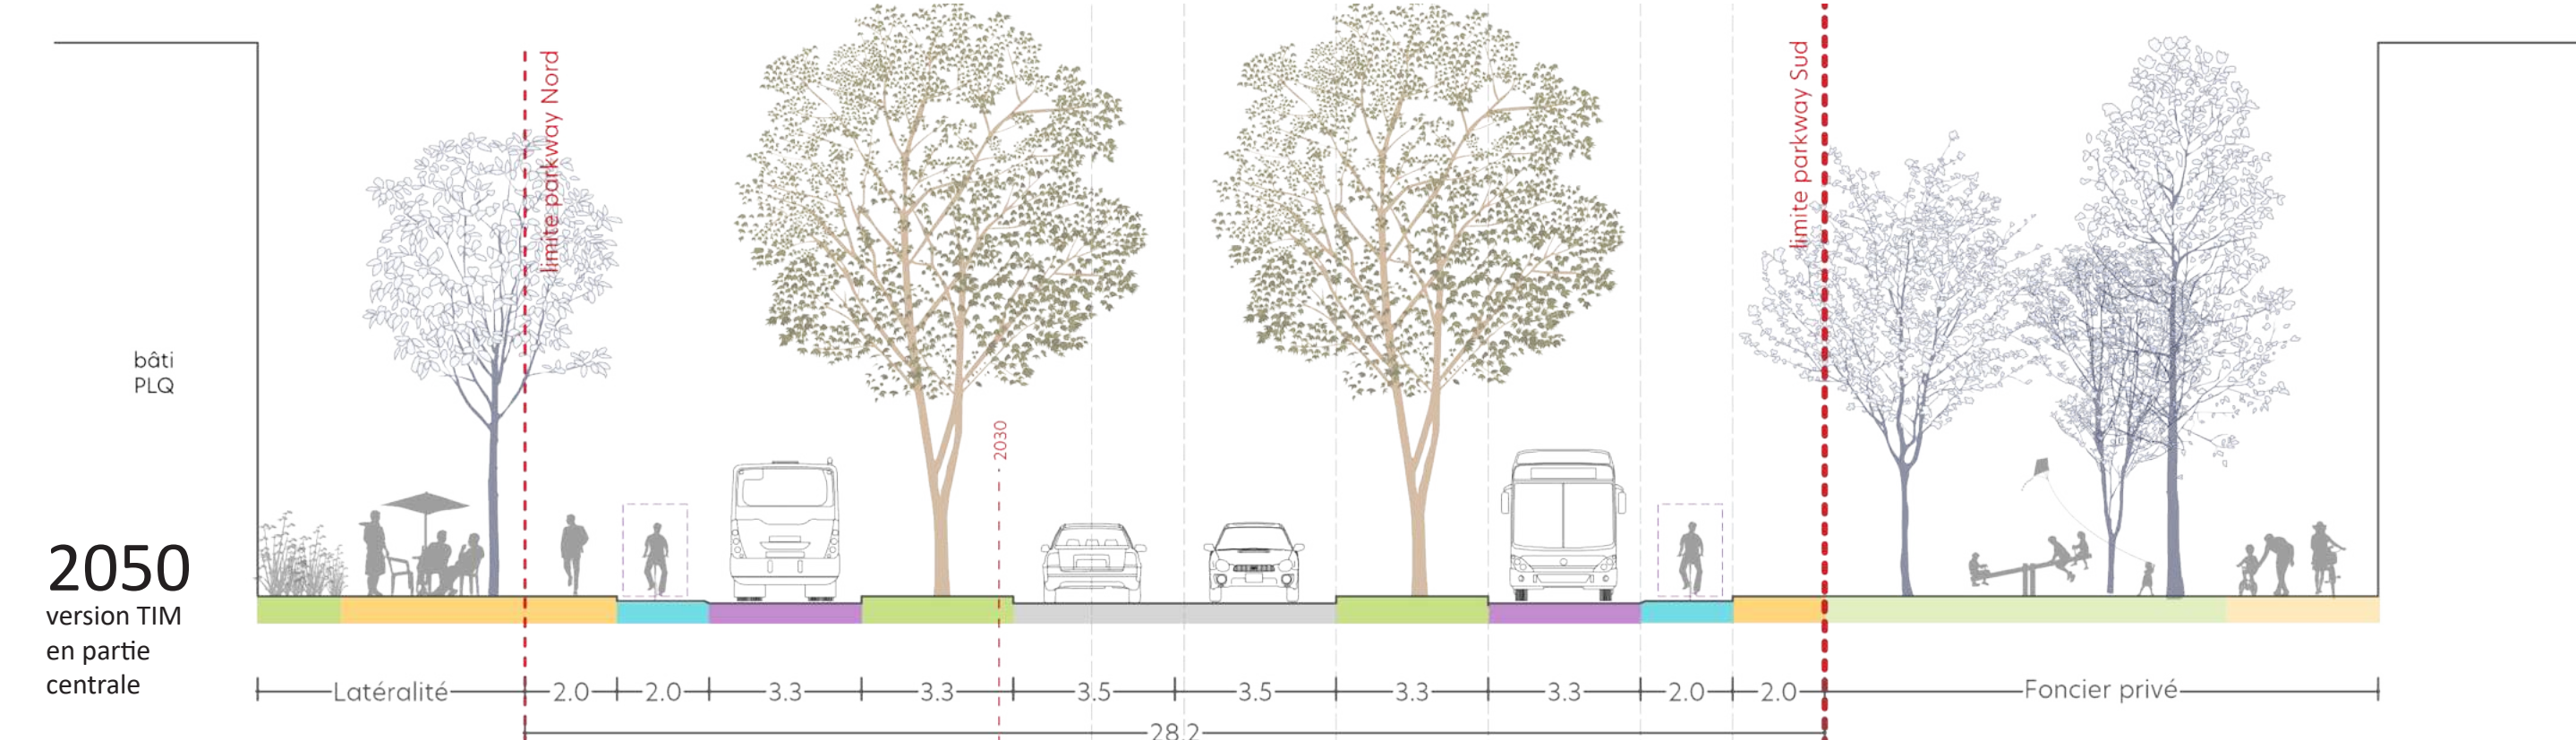 limite parkway Nord
limite parkway Sud
bâti
PLQ
2030
2050
version TIM
en partie
centrale
Latéralité
2.0
2.0
3.3
3.3
3.5
3.5
3.3
3.3
2.0
2.0
Foncier privé
28.2